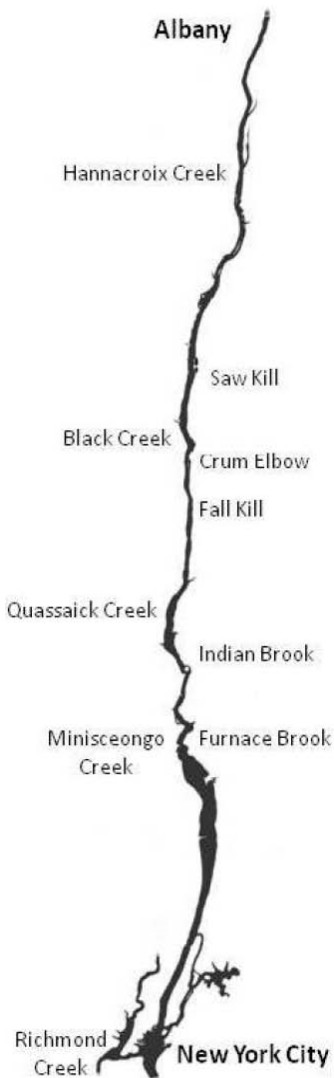 Albany
Hannacroix Creek
Saw Kill
Black Creek
Crum Elbow
Fall Kill
Quassaick Creek
Indian Brook
Minisceongo
Creek
Furnace Brook
Richmond
Creek
New York City